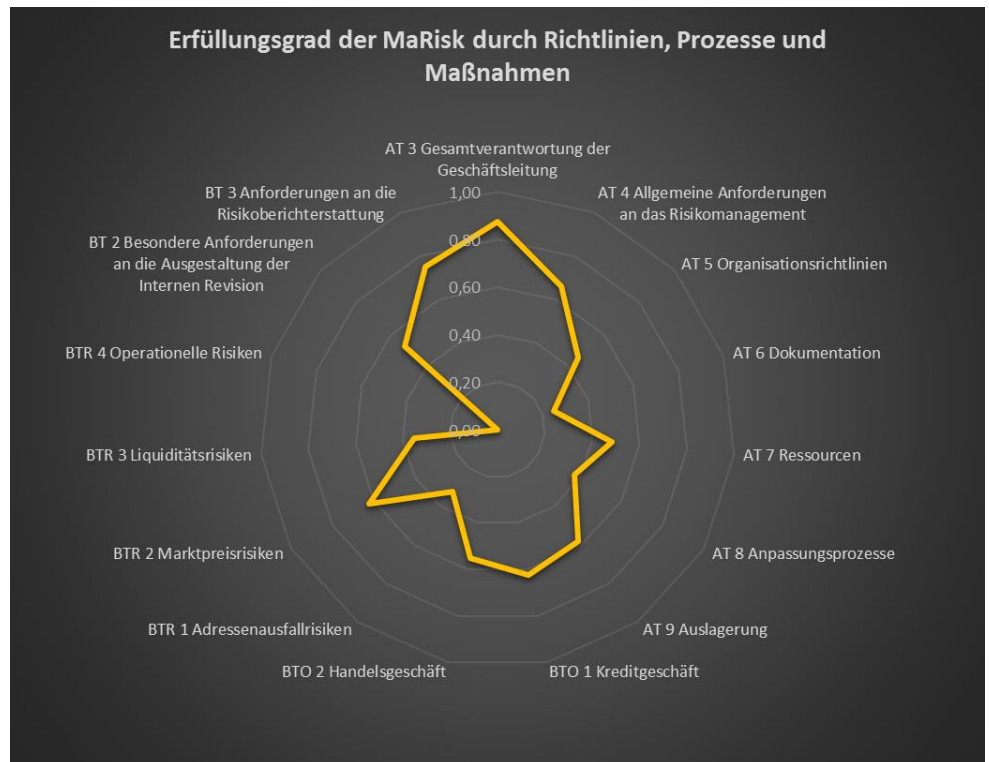 Erfüllungsgrad der MaRisk durch Richtlinien, Prozesse und
Maßnahmen
AT 3 Gesamtverantwortung der
Geschäftsleitung
AT 4 Allgemeine Anforderungen
an das Risikomanagement
AT 5 Organisationsrichtlinien
AT 6 Dokumentation
AT 7 Ressourcen
AT 8 Anpassungsprozesse
AT 9 Auslagerung
BTO 1 Kreditgeschäft
BTO 2 Handelsgeschäft
BTR 1 Adressenausfallrisiken
BTR 2 Marktpreisrisiken
BTR 3 Liquiditätsrisiken
BTR 4 Operationelle Risiken
BT 2 Besondere Anforderungen
an die Ausgestaltung der
Internen Revision
BT 3 Anforderungen an die
Risikoberichterstattung
1,00
0,80
0,60
0,40
0,20
0,00